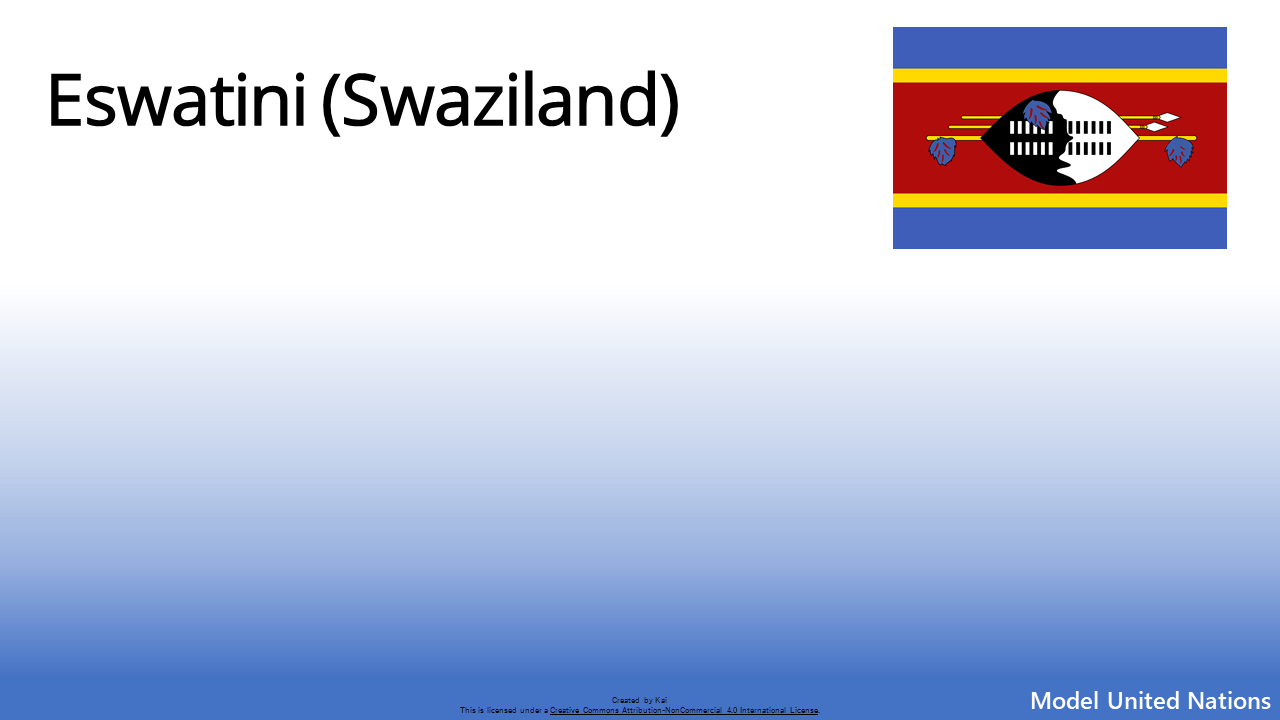 Eswatini (Swaziland)
Created by Kai
This is licensed under a Creative Commons Attribution-NonCommercial 4.0 International License.
Model United Nations